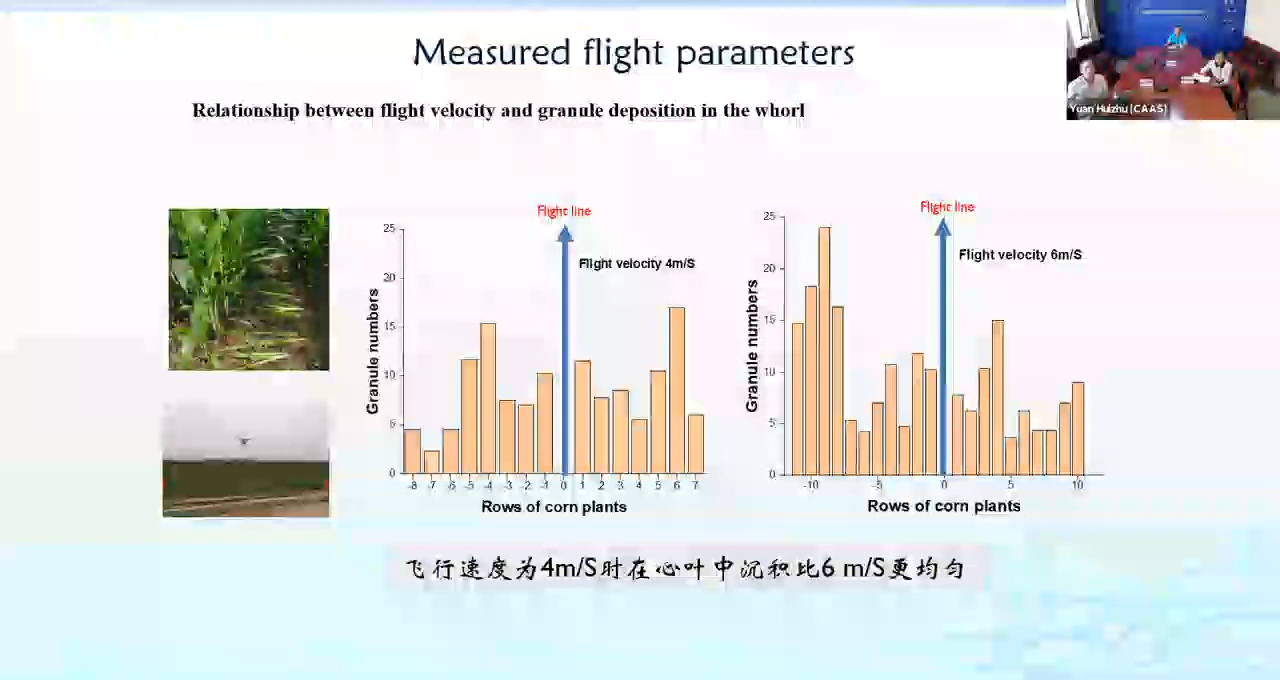 Measured flight parameters
Yuan Huizhu (CAAS)
Relationship between flight velocity and granule deposition in the whorl
Flight line
Flight velocity 4m/S
Granule numbers
25
20
15
10
5
0
-8 -7 -6 -5 -4 -3 -2 -1 0 1 2 3 4 5 6 7
Rows of corn plants
Flight line
Flight velocity 6m/S
Granule numbers
25
20
15
10
5
0
-10 -5 0 5 10
Rows of corn plants
飞行速度为4m/S时在心叶中沉积比6 m/S更均匀